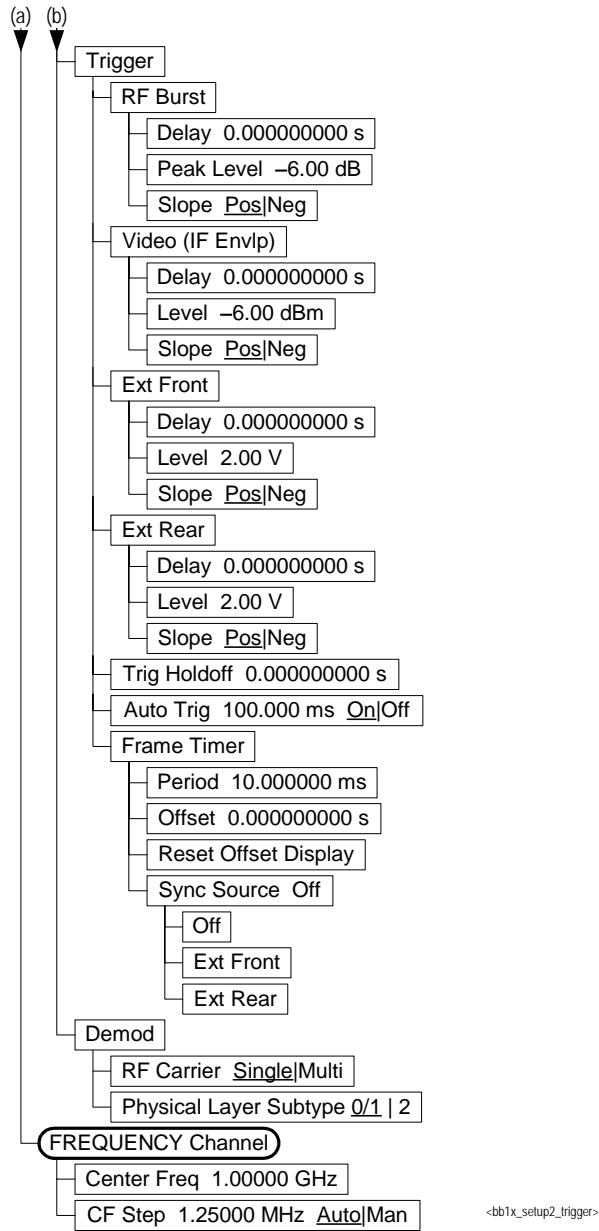 (a) (b)
Trigger
RF Burst
Delay 0.000000000 s
Peak Level –6.00 dB
Slope Pos|Neg
Video (IF Envlp)
Delay 0.000000000 s
Level –6.00 dBm
Slope Pos|Neg
Ext Front
Delay 0.000000000 s
Level 2.00 V
Slope Pos|Neg
Ext Rear
Delay 0.000000000 s
Level 2.00 V
Slope Pos|Neg
Trig Holdoff 0.000000000 s
Auto Trig 100.000 ms On|Off
Frame Timer
Period 10.000000 ms
Offset 0.000000000 s
Reset Offset Display
Sync Source Off
Off
Ext Front
Ext Rear
Demod
RF Carrier Single|Multi
Physical Layer Subtype 0/1 | 2
FREQUENCY Channel
Center Freq 1.00000 GHz
CF Step 1.25000 MHz Auto|Man
<bb1x_setup2_trigger>